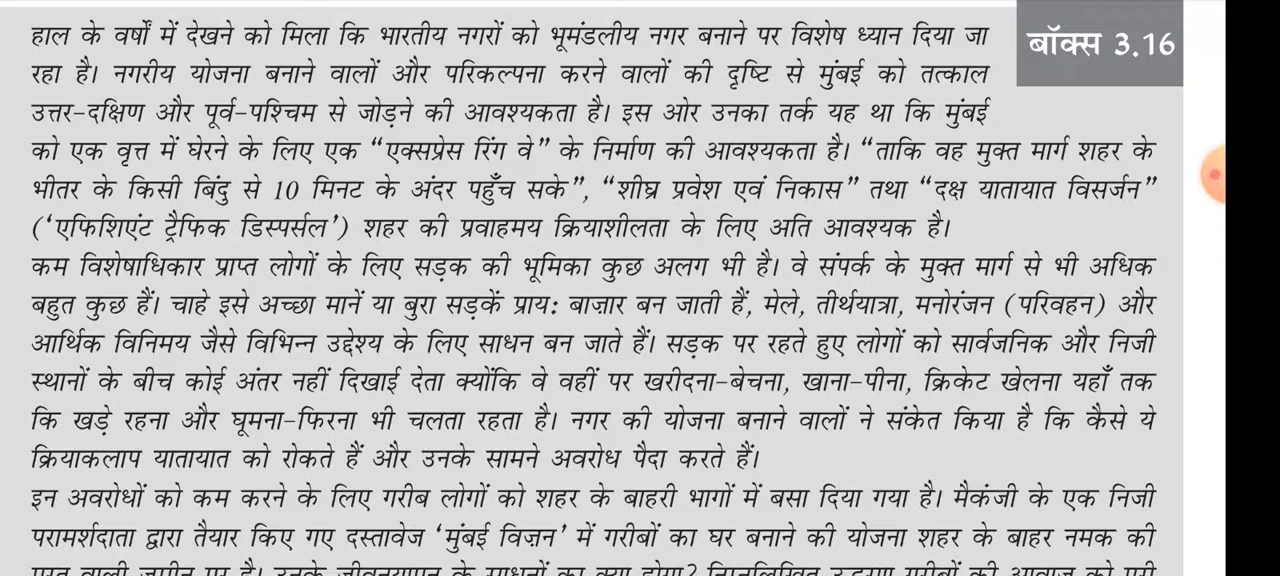 हाल के वर्षों में देखने को मिला कि भारतीय नगरों को भूमंडलीय नगर बनाने पर विशेष ध्यान दिया जा
बॉक्स 3.16
रहा है। नगरीय योजना बनाने वालों और परिकल्पना करने वालों की दृष्टि से मुंबई को तत्काल
उत्तर-दक्षिण और पूर्व-पश्चिम से जोड़ने की आवश्यकता है। इस ओर उनका तर्क यह था कि मुंबई
को एक वृत्त में घेरने के लिए एक “एक्सप्रेस रिंग वे” के निर्माण की आवश्यकता है। “ताकि वह मुक्त मार्ग शहर के
भीतर के किसी बिंदु से 10 मिनट के अंदर पहुँच सके”, “शीघ्र प्रवेश एवं निकास” तथा “दक्ष यातायात विसर्जन”
(‘एफिशिएंट ट्रैफिक डिस्पर्सल’) शहर की प्रवाहमय क्रियाशीलता के लिए अति आवश्यक है।
कम विशेषाधिकार प्राप्त लोगों के लिए सड़क की भूमिका कुछ अलग भी है। वे संपर्क के मुक्त मार्ग से भी अधिक
बहुत कुछ हैं। चाहे इसे अच्छा मानें या बुरा सड़कें प्राय: बाज़ार बन जाती हैं, मेले, तीर्थयात्रा, मनोरंजन (परिवहन) और
आर्थिक विनिमय जैसे विभिन्न उद्देश्य के लिए साधन बन जाते हैं। सड़क पर रहते हुए लोगों को सार्वजनिक और निजी
स्थानों के बीच कोई अंतर नहीं दिखाई देता क्योंकि वे वहीं पर खरीदना-बेचना, खाना-पीना, क्रिकेट खेलना यहाँ तक
कि खड़े रहना और घूमना-फिरना भी चलता रहता है। नगर की योजना बनाने वालों ने संकेत किया है कि कैसे ये
क्रियाकलाप यातायात को रोकते हैं और उनके सामने अवरोध पैदा करते हैं।
इन अवरोधों को कम करने के लिए गरीब लोगों को शहर के बाहरी भागों में बसा दिया गया है। मैकंजी के एक निजी
परामर्शदाता द्वारा तैयार किए गए दस्तावेज ‘मुंबई विज़न’ में गरीबों का घर बनाने की योजना शहर के बाहर नमक की